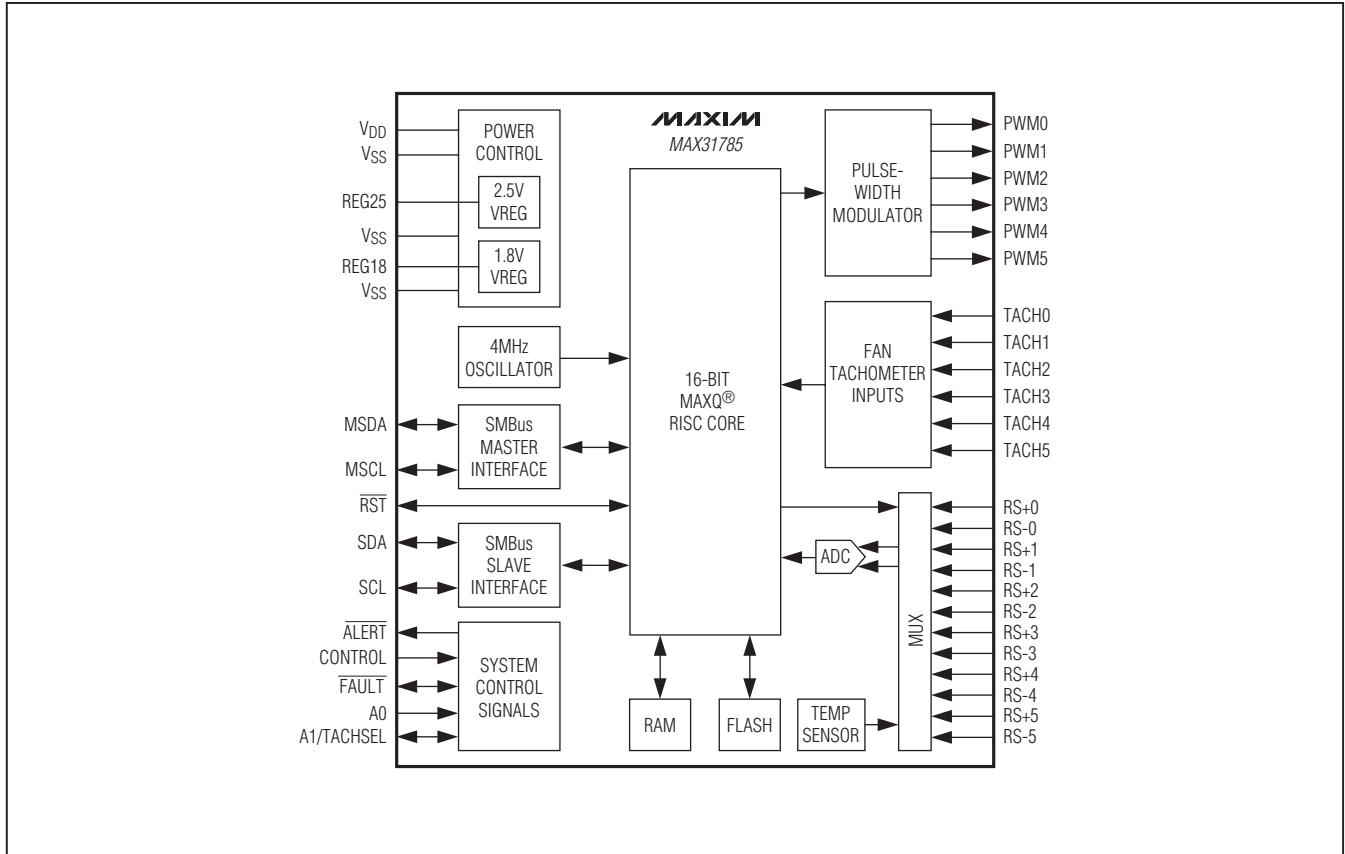 MAXIM
MAX31785
VDD
VSS
REG25
VSS
REG18
VSS
POWER
CONTROL
2.5V
VREG
1.8V
VREG
4MHz
OSCILLATOR
MSDA
MSCL
SMBus
MASTER
INTERFACE
RST
SDA
SCL
SMBus
SLAVE
INTERFACE
ALERT
CONTROL
FAULT
A0
A1/TACHSEL
SYSTEM
CONTROL
SIGNALS
16-BIT
MAXQ®
RISC CORE
RAM
FLASH
PULSE-
WIDTH
MODULATOR
PWM0
PWM1
PWM2
PWM3
PWM4
PWM5
FAN
TACHOMETER
INPUTS
TACH0
TACH1
TACH2
TACH3
TACH4
TACH5
ADC
MUX
TEMP
SENSOR
RS+0
RS-0
RS+1
RS-1
RS+2
RS-2
RS+3
RS-3
RS+4
RS-4
RS+5
RS-5